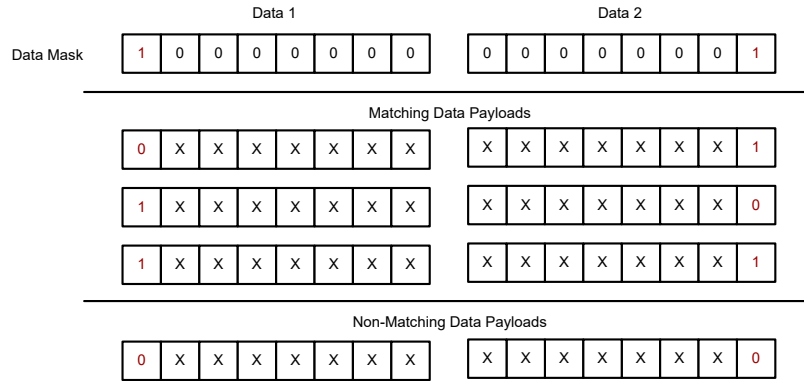 Data 1 Data 2
Data Mask 1 0 0 0 0 0 0 0 0 0 0 0 0 0 0 1
Matching Data Payloads
0 X X X X X X X X X X X X X X 1
1 X X X X X X X X X X X X X X 0
1 X X X X X X X X X X X X X X 1
Non-Matching Data Payloads
0 X X X X X X X X X X X X X X 0